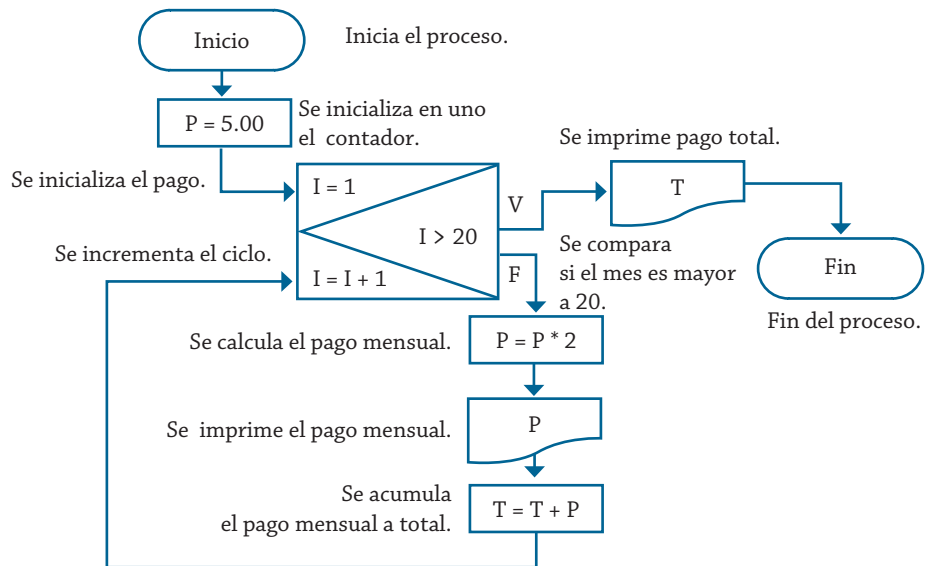 Inicio
Inicia el proceso.
P = 5.00
Se inicializa en uno
el contador.
Se inicializa el pago.
I = 1
I > 20
I = I + 1
Se incrementa el ciclo.
V
F
Se imprime pago total.
T
Se compara
si el mes es mayor
a 20.
Fin
Fin del proceso.
Se calcula el pago mensual.
P = P * 2
Se imprime el pago mensual.
P
Se acumula
el pago mensual a total.
T = T + P